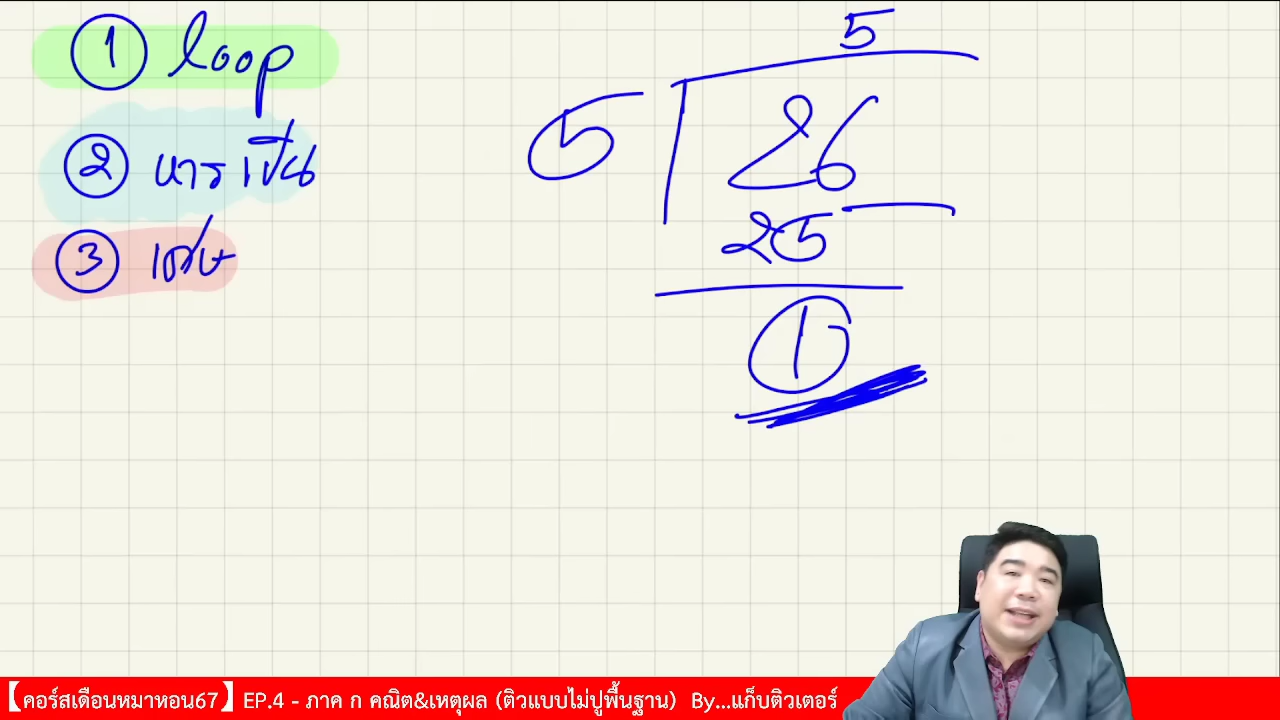 ① loop
② หารเป็น
③ เศษ
5
5 26
25
1
【คอร์สเดือนหมาหอน67】 EP.4 - ภาค ก คณิต&เหตุผล (ติวแบบไม่ปูพื้นฐาน) By...แก็บติวเตอร์